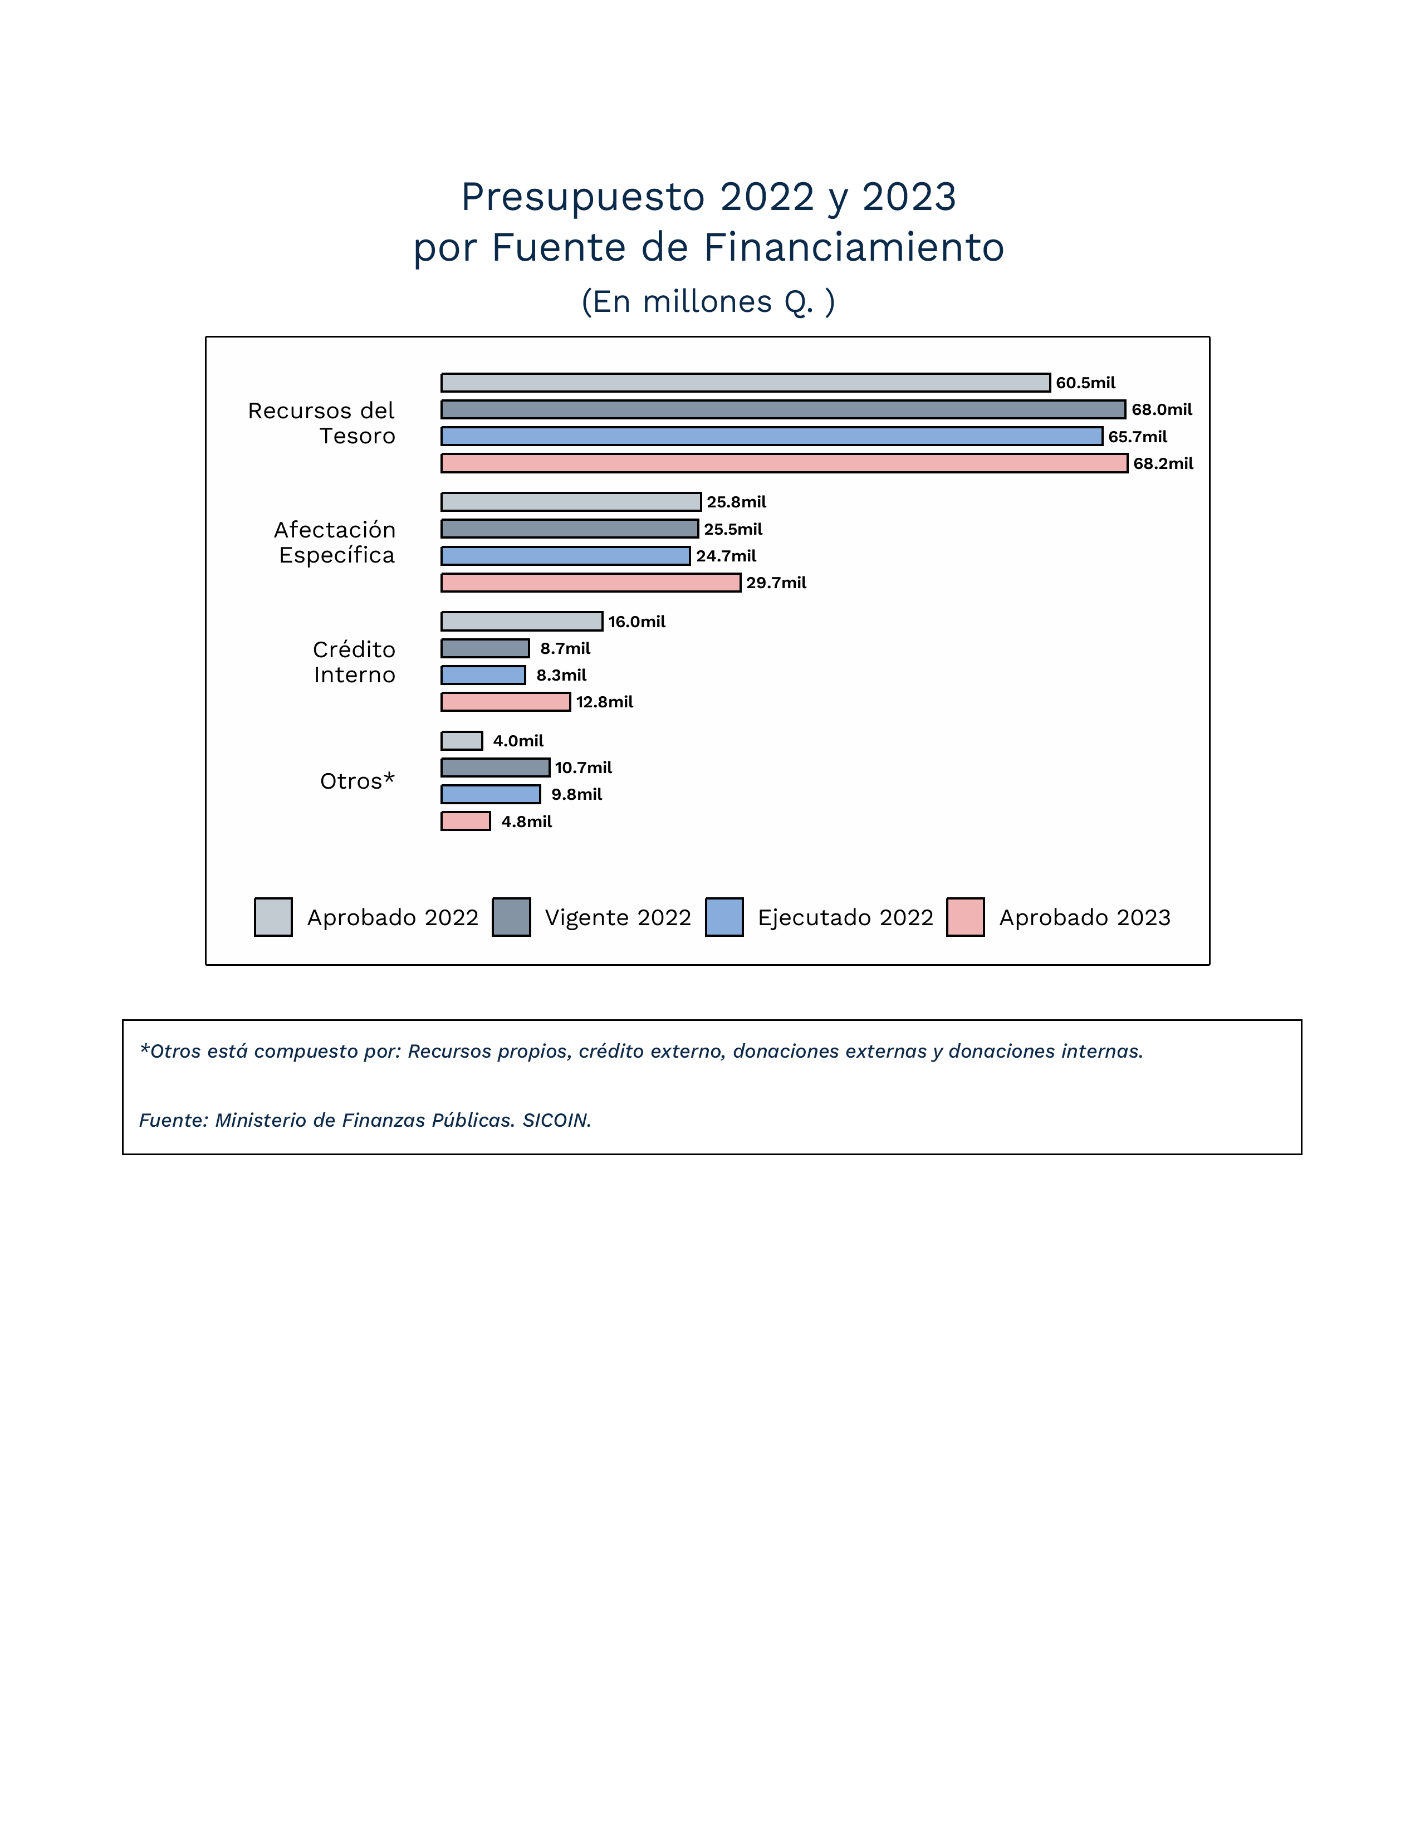 Presupuesto 2022 y 2023
por Fuente de Financiamiento
(En millones Q. )
Recursos del
Tesoro
60.5mil
68.0mil
65.7mil
68.2mil
Afectación
Específica
25.8mil
25.5mil
24.7mil
29.7mil
Crédito
Interno
16.0mil
8.7mil
8.3mil
12.8mil
Otros*
4.0mil
10.7mil
9.8mil
4.8mil
Aprobado 2022 Vigente 2022 Ejecutado 2022 Aprobado 2023
*Otros está compuesto por: Recursos propios, crédito externo, donaciones externas y donaciones internas.
Fuente: Ministerio de Finanzas Públicas. SICOIN.